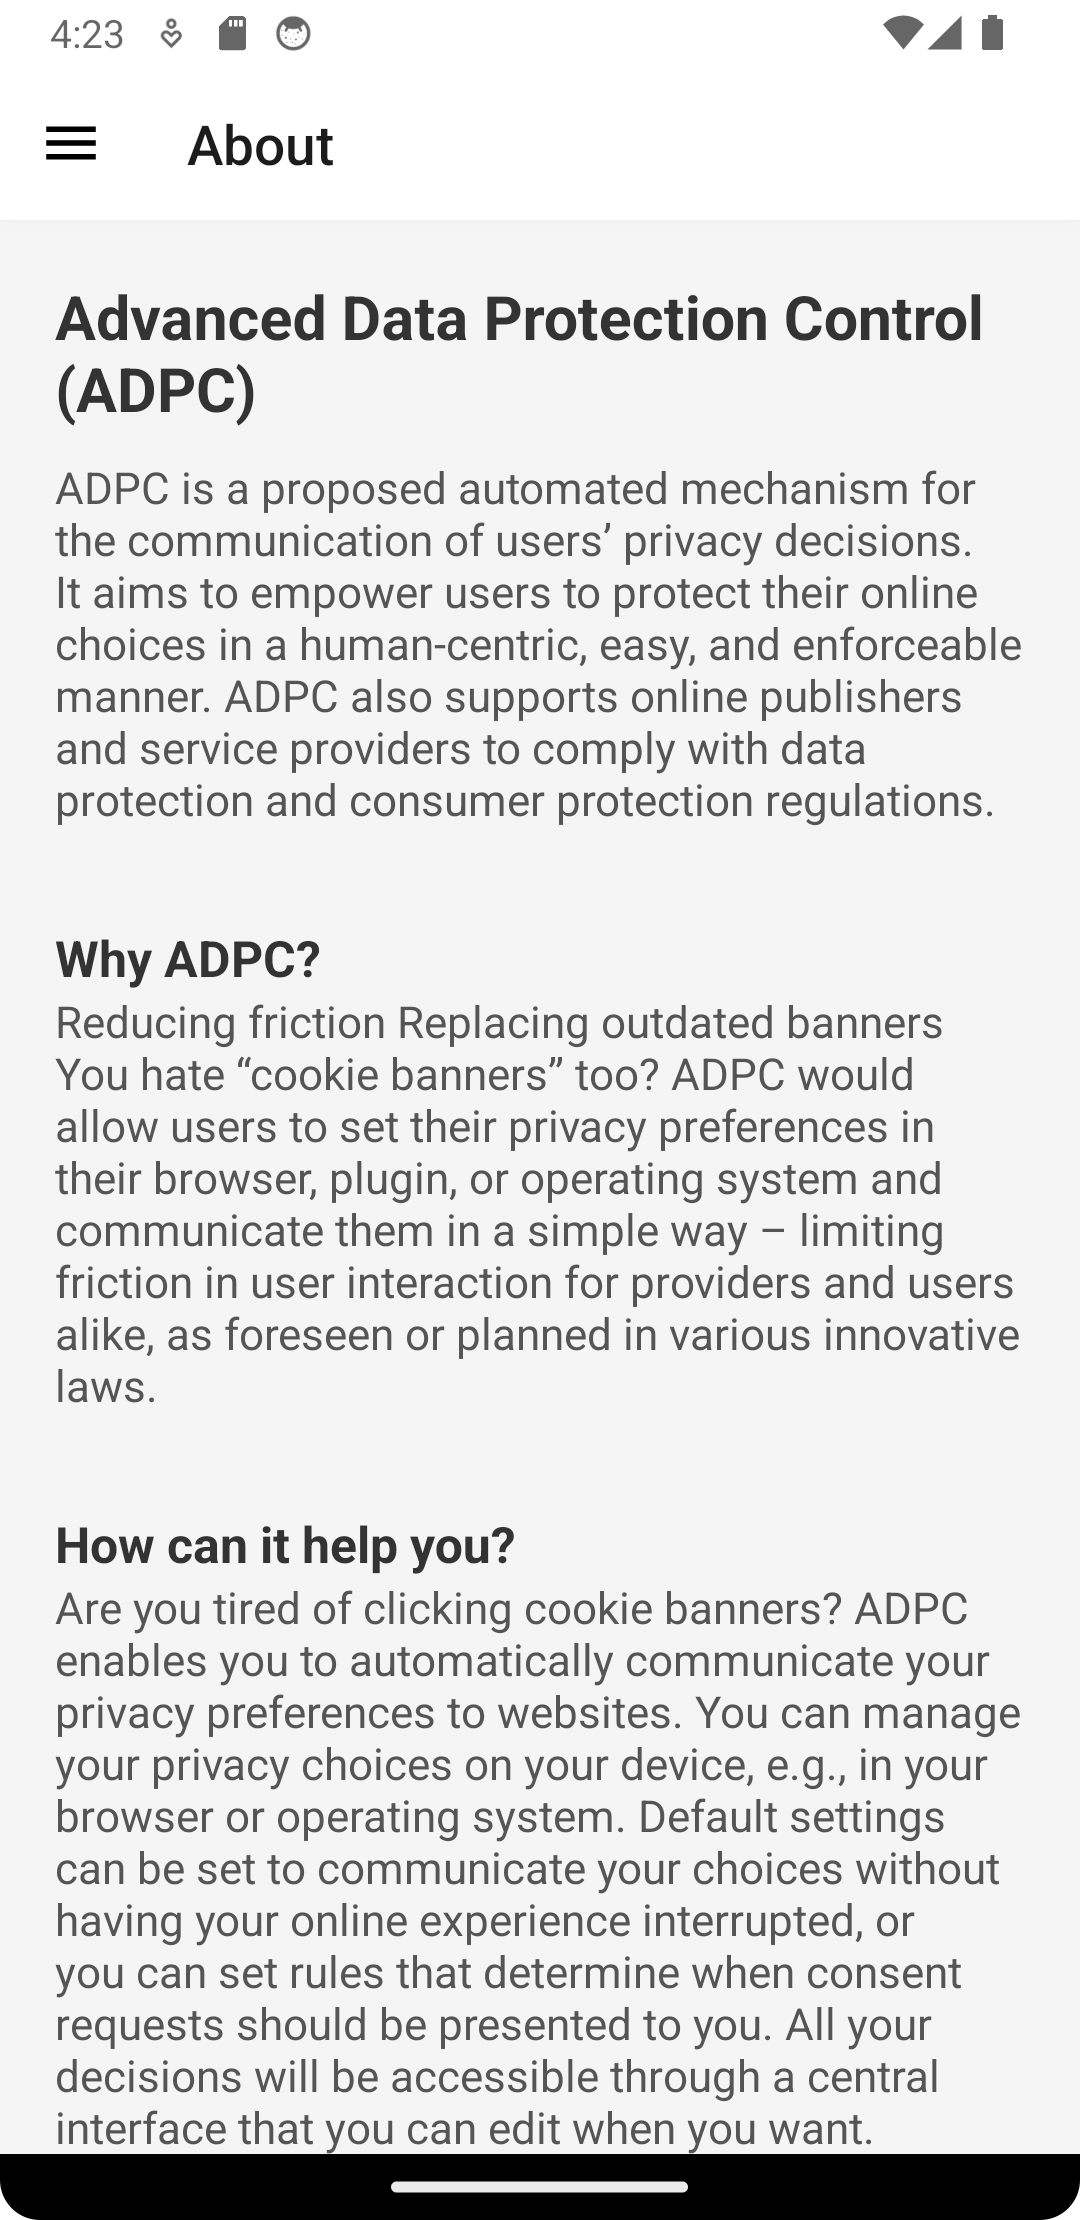 4:23
About
Advanced Data Protection Control
(ADPC)
ADPC is a proposed automated mechanism for
the communication of users’ privacy decisions.
It aims to empower users to protect their online
choices in a human-centric, easy, and enforceable
manner. ADPC also supports online publishers
and service providers to comply with data
protection and consumer protection regulations.
Why ADPC?
Reducing friction Replacing outdated banners
You hate “cookie banners” too? ADPC would
allow users to set their privacy preferences in
their browser, plugin, or operating system and
communicate them in a simple way – limiting
friction in user interaction for providers and users
alike, as foreseen or planned in various innovative
laws.
How can it help you?
Are you tired of clicking cookie banners? ADPC
enables you to automatically communicate your
privacy preferences to websites. You can manage
your privacy choices on your device, e.g., in your
browser or operating system. Default settings
can be set to communicate your choices without
having your online experience interrupted, or
you can set rules that determine when consent
requests should be presented to you. All your
decisions will be accessible through a central
interface that you can edit when you want.